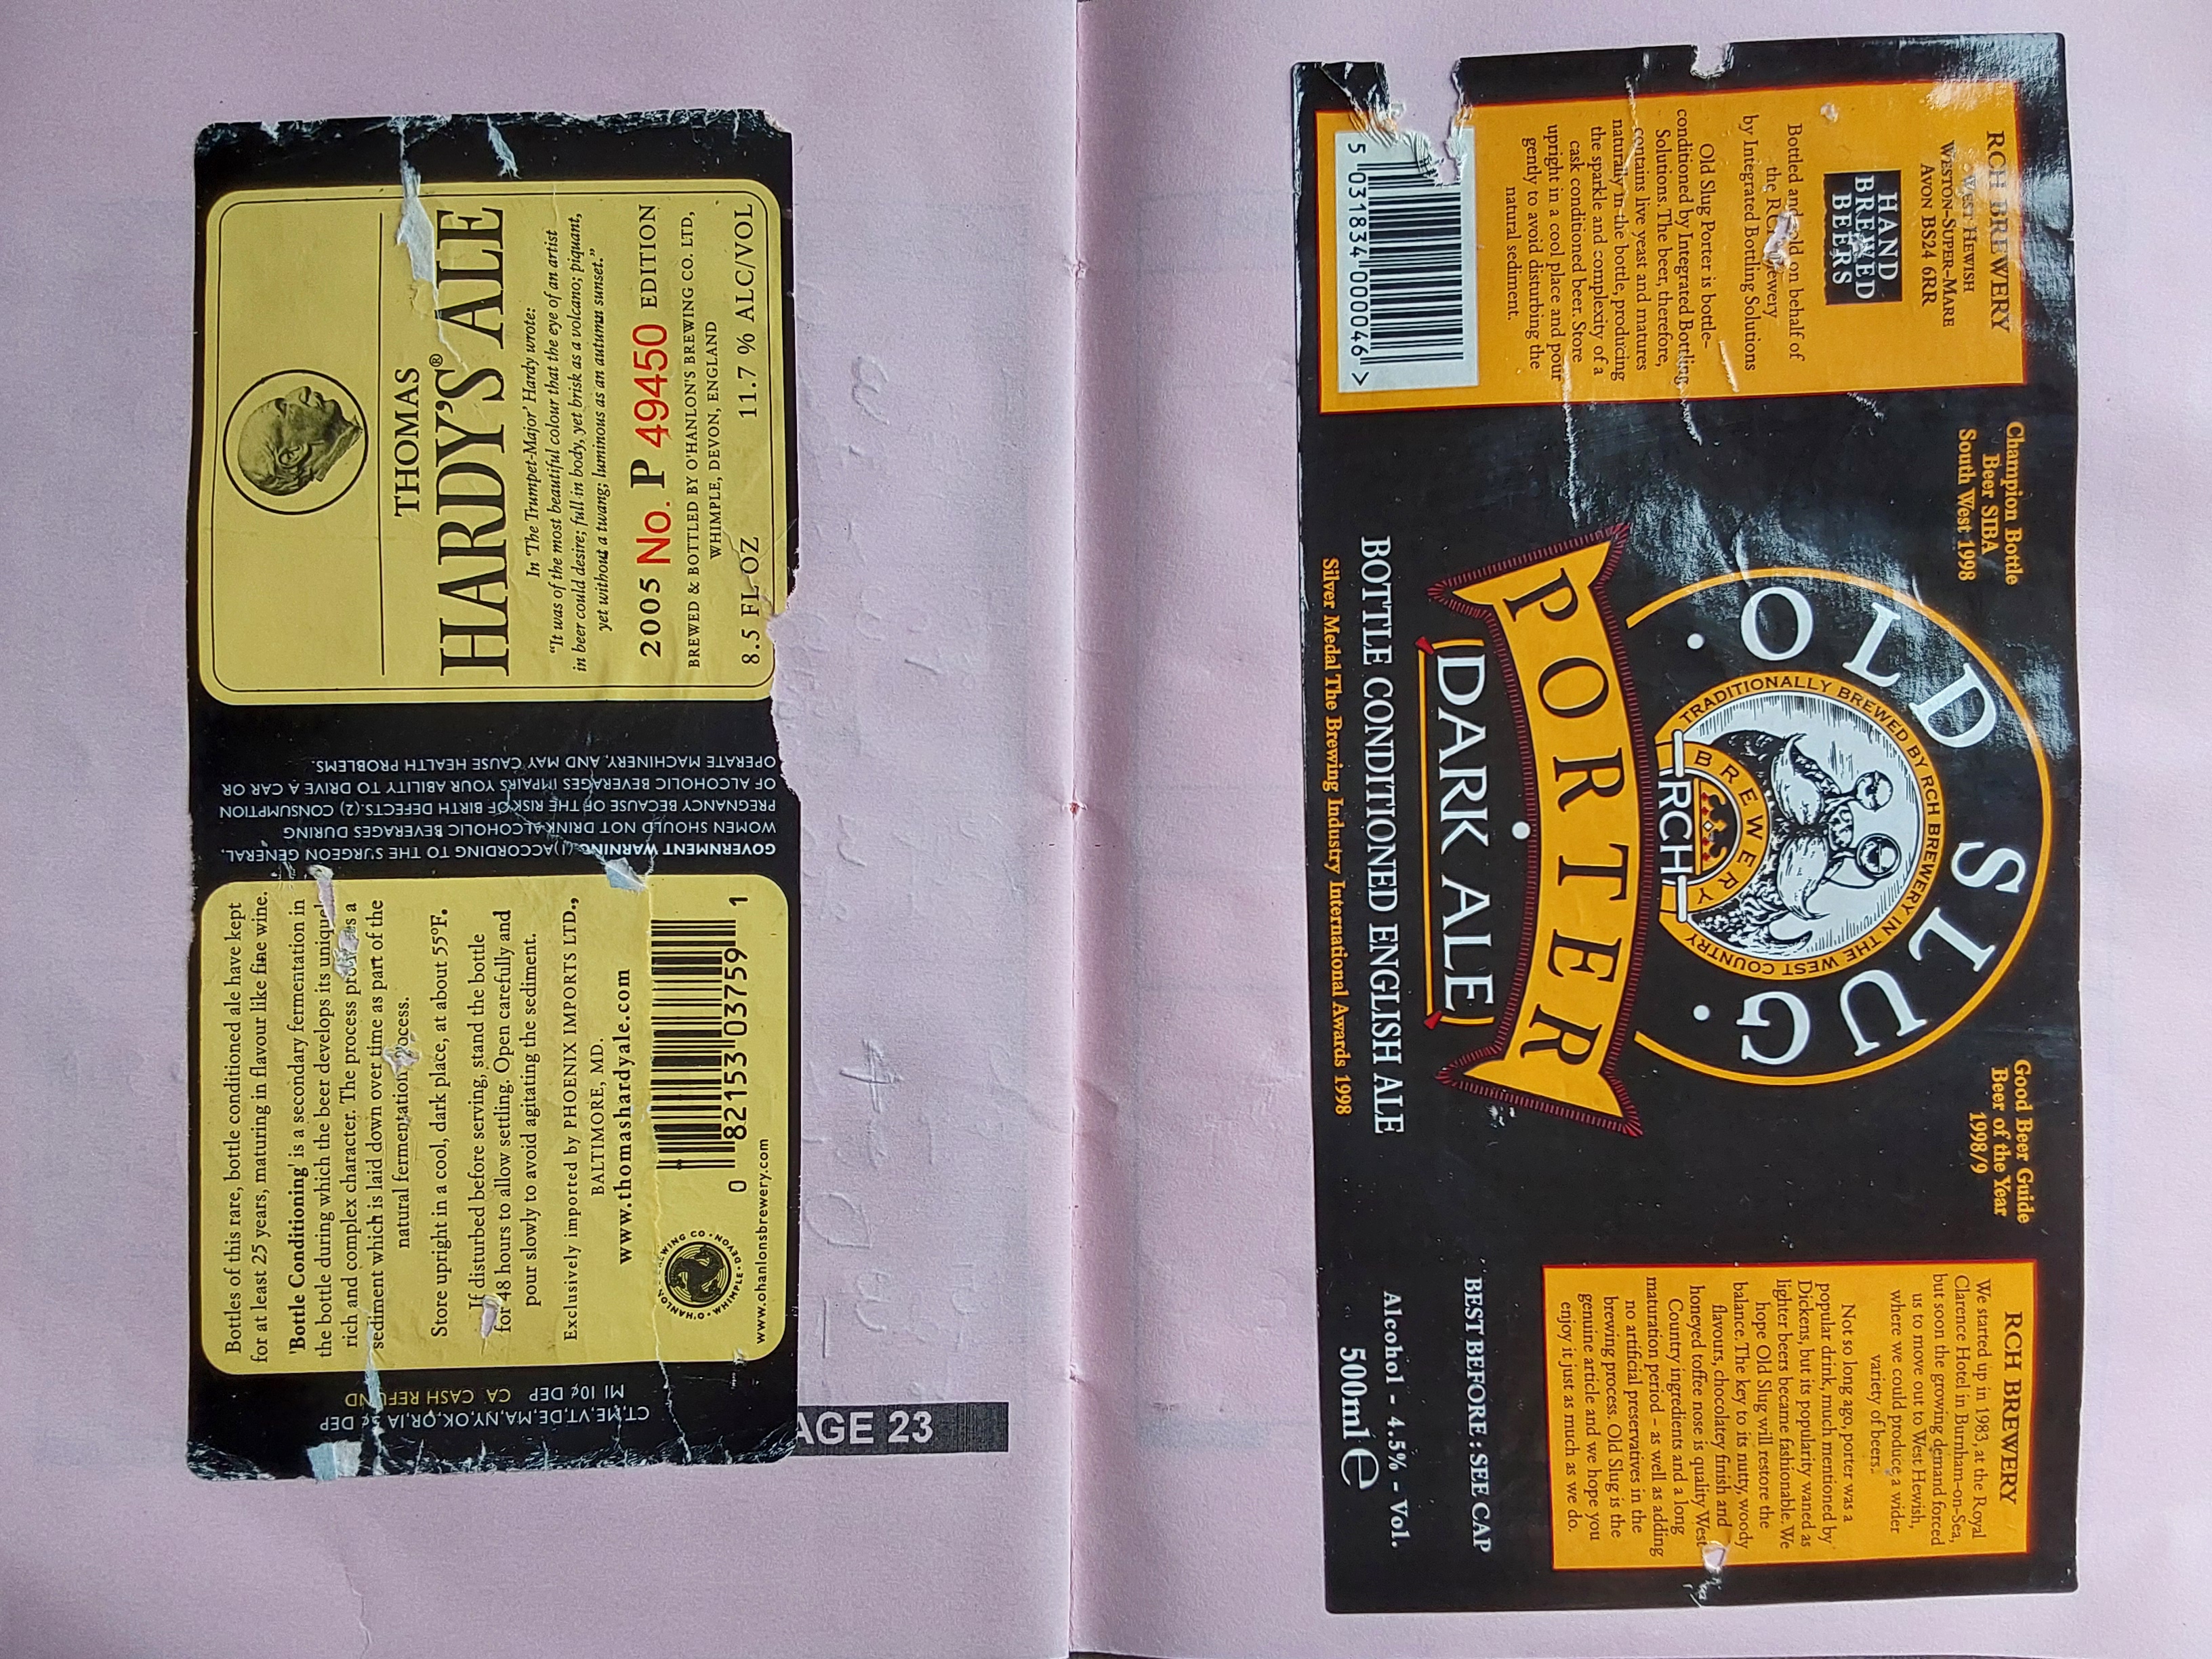 THOMAS
HARDY'S ALE®
In 'The Trumpet-Major' Hardy wrote:
"It was of the most beautiful colour that the eye of an artist
in beer could desire; full in body, yet brisk as a volcano; piquant,
yet without a twang; luminous as an autumn sunset."
2005 No. P 49450 EDITION
BREWED & BOTTLED BY O'HANLON'S BREWING CO. LTD,
WHIMPLE, DEVON, ENGLAND
8.5 FL OZ 11.7 % ALC/VOL
GOVERNMENT WARNING: (1) ACCORDING TO THE SURGEON GENERAL,
WOMEN SHOULD NOT DRINK ALCOHOLIC BEVERAGES DURING
PREGNANCY BECAUSE OF THE RISK OF BIRTH DEFECTS. (2) CONSUMPTION
OF ALCOHOLIC BEVERAGES IMPAIRS YOUR ABILITY TO DRIVE A CAR OR
OPERATE MACHINERY, AND MAY CAUSE HEALTH PROBLEMS.
Bottles of this rare, bottle conditioned ale have kept
for at least 25 years, maturing in flavour like fine wine.
'Bottle Conditioning' is a secondary fermentation in
the bottle during which the beer develops its unique
rich and complex character. The process produces a
sediment which is laid down over time as part of the
natural fermentation process.
Store upright in a cool, dark place, at about 55°F.
If disturbed before serving, stand the bottle
for 48 hours to allow settling. Open carefully and
pour slowly to avoid agitating the sediment.
Exclusively imported by PHOENIX IMPORTS LTD.,
BALTIMORE, MD.
www.thomashardyale.com
0 82153 03759 1
O'HANLON'S BREWING CO · WHIMPLE · DEVON ·
www.ohanlonsbrewery.com
CT,ME,VT,DE,MA,NY,OK,OR,IA 5¢ DEP
MI 10¢ DEP CA CASH REFUND
AGE 23
RCH BREWERY
WEST HEWISH
WESTON-SUPER-MARE
AVON BS24 6RR
HAND
BREWED
BEERS
Bottled and sold on behalf of
the RCH Brewery
by Integrated Bottling Solutions
Old Slug Porter is bottle-
conditioned by Integrated Bottling
Solutions. The beer, therefore,
contains live yeast and matures
naturally in the bottle, producing
the sparkle and complexity of a
cask conditioned beer. Store
upright in a cool place and pour
gently to avoid disturbing the
natural sediment.
5 031834 000046 >
Champion Bottle
Beer SIBA
South West 1998
· OLD SLUG ·
TRADITIONALLY BREWED BY RCH BREWERY IN THE WEST COUNTRY
BREWERY
RCH
PORTER
(DARK ALE)
BOTTLE CONDITIONED ENGLISH ALE
Silver Medal The Brewing Industry International Awards 1998
Good Beer Guide
Beer of the Year
1998/9
RCH BREWERY
We started up in 1983, at the Royal
Clarence Hotel in Burnham-on-Sea,
but soon the growing demand forced
us to move out to West Hewish,
where we could produce a wider
variety of beers.
Not so long ago, porter was a
popular drink, much mentioned by
Dickens, but its popularity waned as
lighter beers became fashionable. We
hope Old Slug will restore the
balance. The key to its nutty, woody
flavours, chocolatey finish and
honeyed toffee nose is quality West
Country ingredients and a long
maturation period – as well as adding
no artificial preservatives in the
brewing process. Old Slug is the
genuine article and we hope you
enjoy it just as much as we do.
BEST BEFORE : SEE CAP
Alcohol - 4.5% - Vol.
500ml e